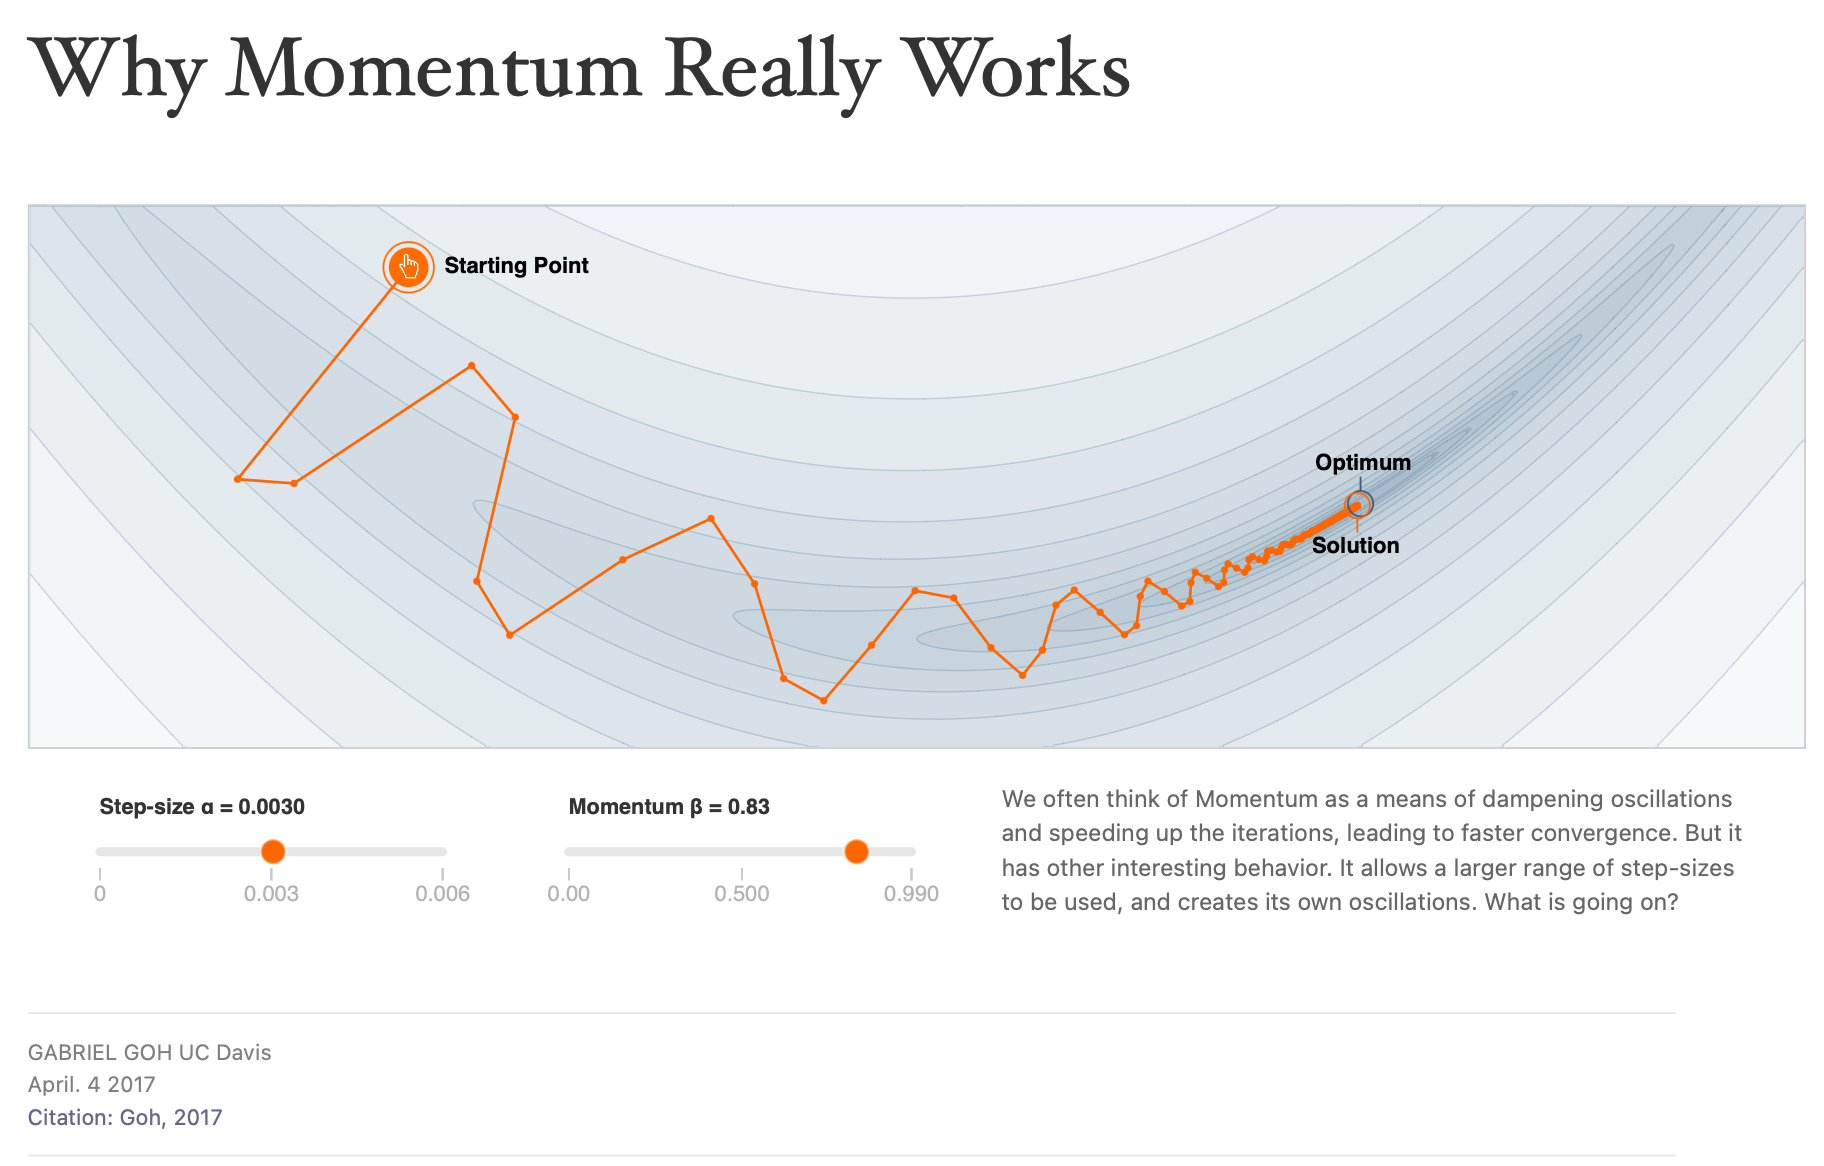 Why Momentum Really Works
Starting Point
Optimum
Solution
Step-size α = 0.0030
0
0.003
0.006
Momentum β = 0.83
0.00
0.500
0.990
We often think of Momentum as a means of dampening oscillations
and speeding up the iterations, leading to faster convergence. But it
has other interesting behavior. It allows a larger range of step-sizes
to be used, and creates its own oscillations. What is going on?
GABRIEL GOH UC Davis
April. 4 2017
Citation: Goh, 2017